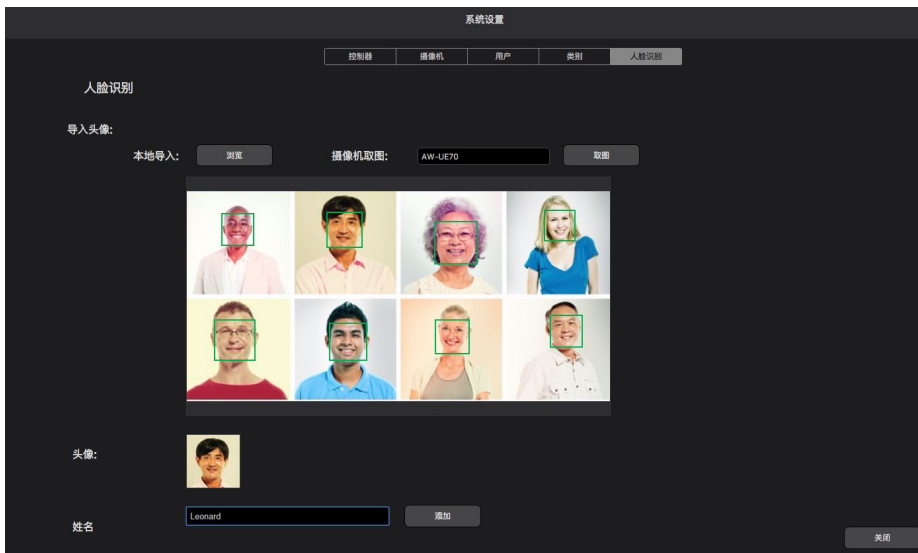 系统设置
控制器 摄像机 用户 类别 人脸识别
人脸识别
导入头像:
本地导入: 浏览 摄像机取图: AW-UE70 取图
头像:
Leonard 添加
姓名
关闭